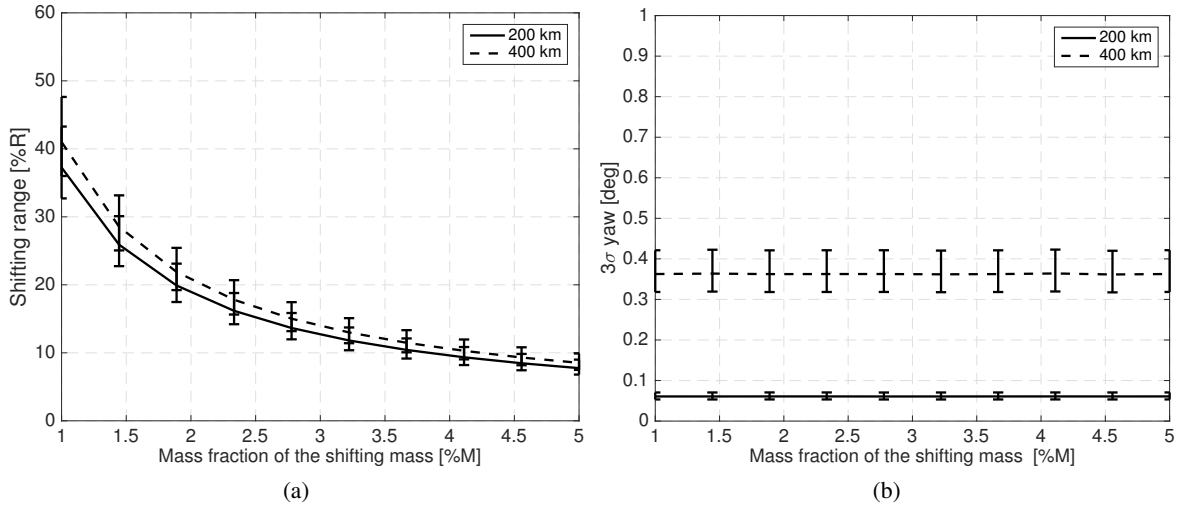 60
50
40
30
20
10
0
Shifting range [%R]
200 km
400 km
1 1.5 2 2.5 3 3.5 4 4.5 5
Mass fraction of the shifting mass [%M]
(a)
1
0.9
0.8
0.7
0.6
0.5
0.4
0.3
0.2
0.1
0
3σ yaw [deg]
200 km
400 km
1 1.5 2 2.5 3 3.5 4 4.5 5
Mass fraction of the shifting mass [%M]
(b)